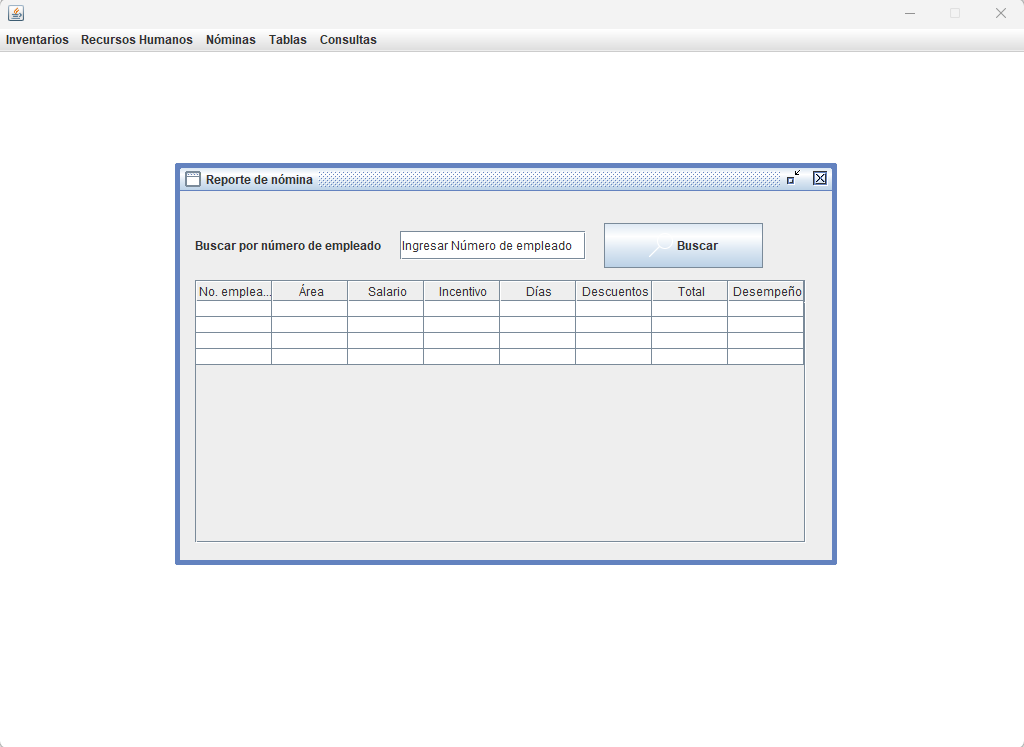 Inventarios Recursos Humanos Nóminas Tablas Consultas
Reporte de nómina
Buscar por número de empleado Ingresar Número de empleado Buscar
No. emplea... Área Salario Incentivo Días Descuentos Total Desempeño